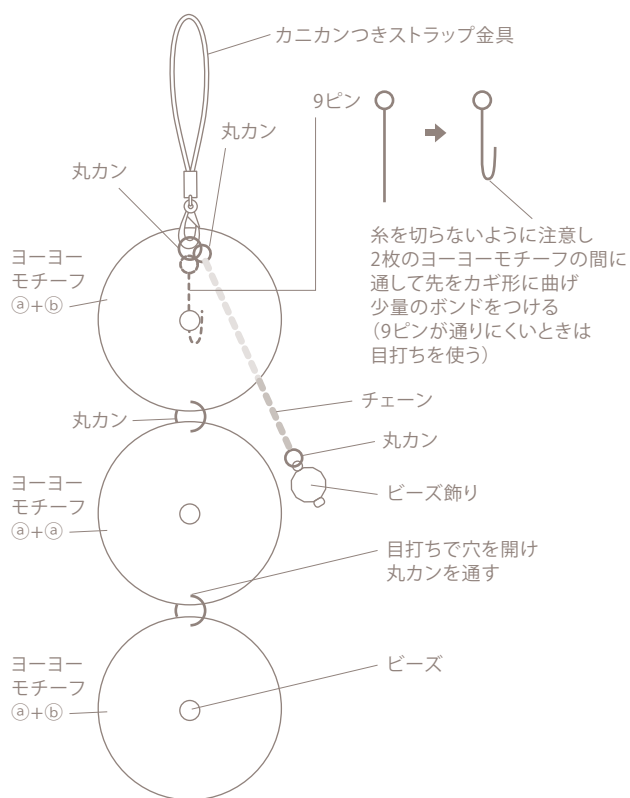 カニカンつきストラップ金具
9ピン
丸カン
丸カン
糸を切らないように注意し
2枚のヨーヨーモチーフの間に
通して先をカギ形に曲げ
少量のボンドをつける
（9ピンが通りにくいときは
目打ちを使う）
ヨーヨー
モチーフ
ⓐ+ⓑ
チェーン
丸カン
丸カン
ヨーヨー
モチーフ
ⓐ+ⓐ
ビーズ飾り
目打ちで穴を開け
丸カンを通す
ヨーヨー
モチーフ
ⓐ+ⓑ
ビーズ